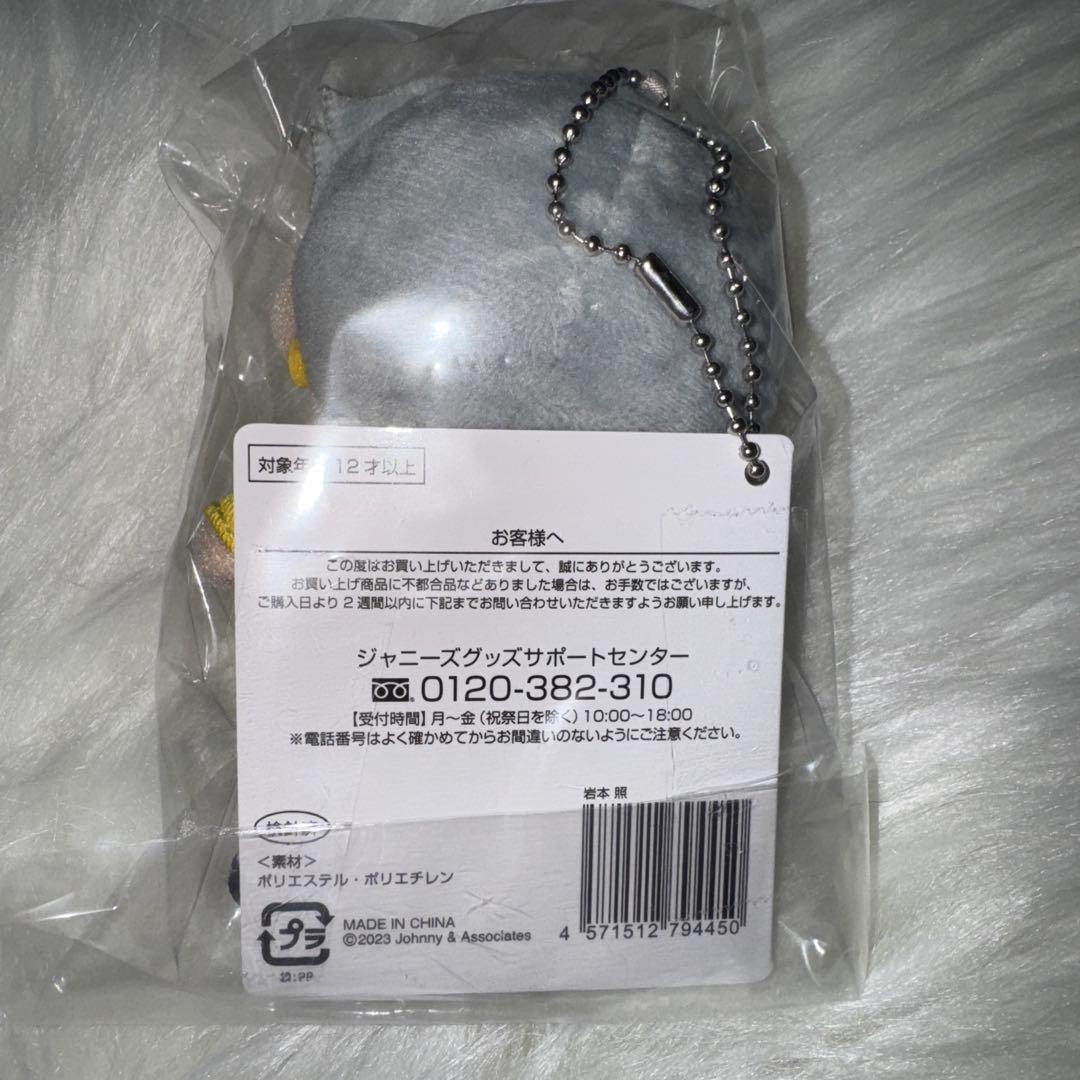 対象年 12才以上
お客様へ
この度はお買い上げいただきまして、誠にありがとうございます。
お買い上げ商品に不都合品などありました場合は、お手数ではございますが、
ご購入日より2週間以内に下記までお問い合わせいただきますようお願い申し上げます。
ジャニーズグッズサポートセンター
0120-382-310
【受付時間】月〜金（祝祭日を除く）10:00〜18:00
※電話番号はよく確かめてからお間違いのないようにご注意ください。
岩本 照
検針済
＜素材＞
ポリエステル・ポリエチレン
プラ
袋:PP
MADE IN CHINA
©2023 Johnny & Associates
4 571512 794450